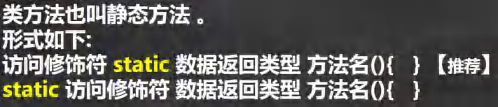 类方法也叫静态方法 。
形式如下:
访问修饰符 static 数据返回类型 方法名(){ } 【推荐】
static 访问修饰符 数据返回类型 方法名(){ }